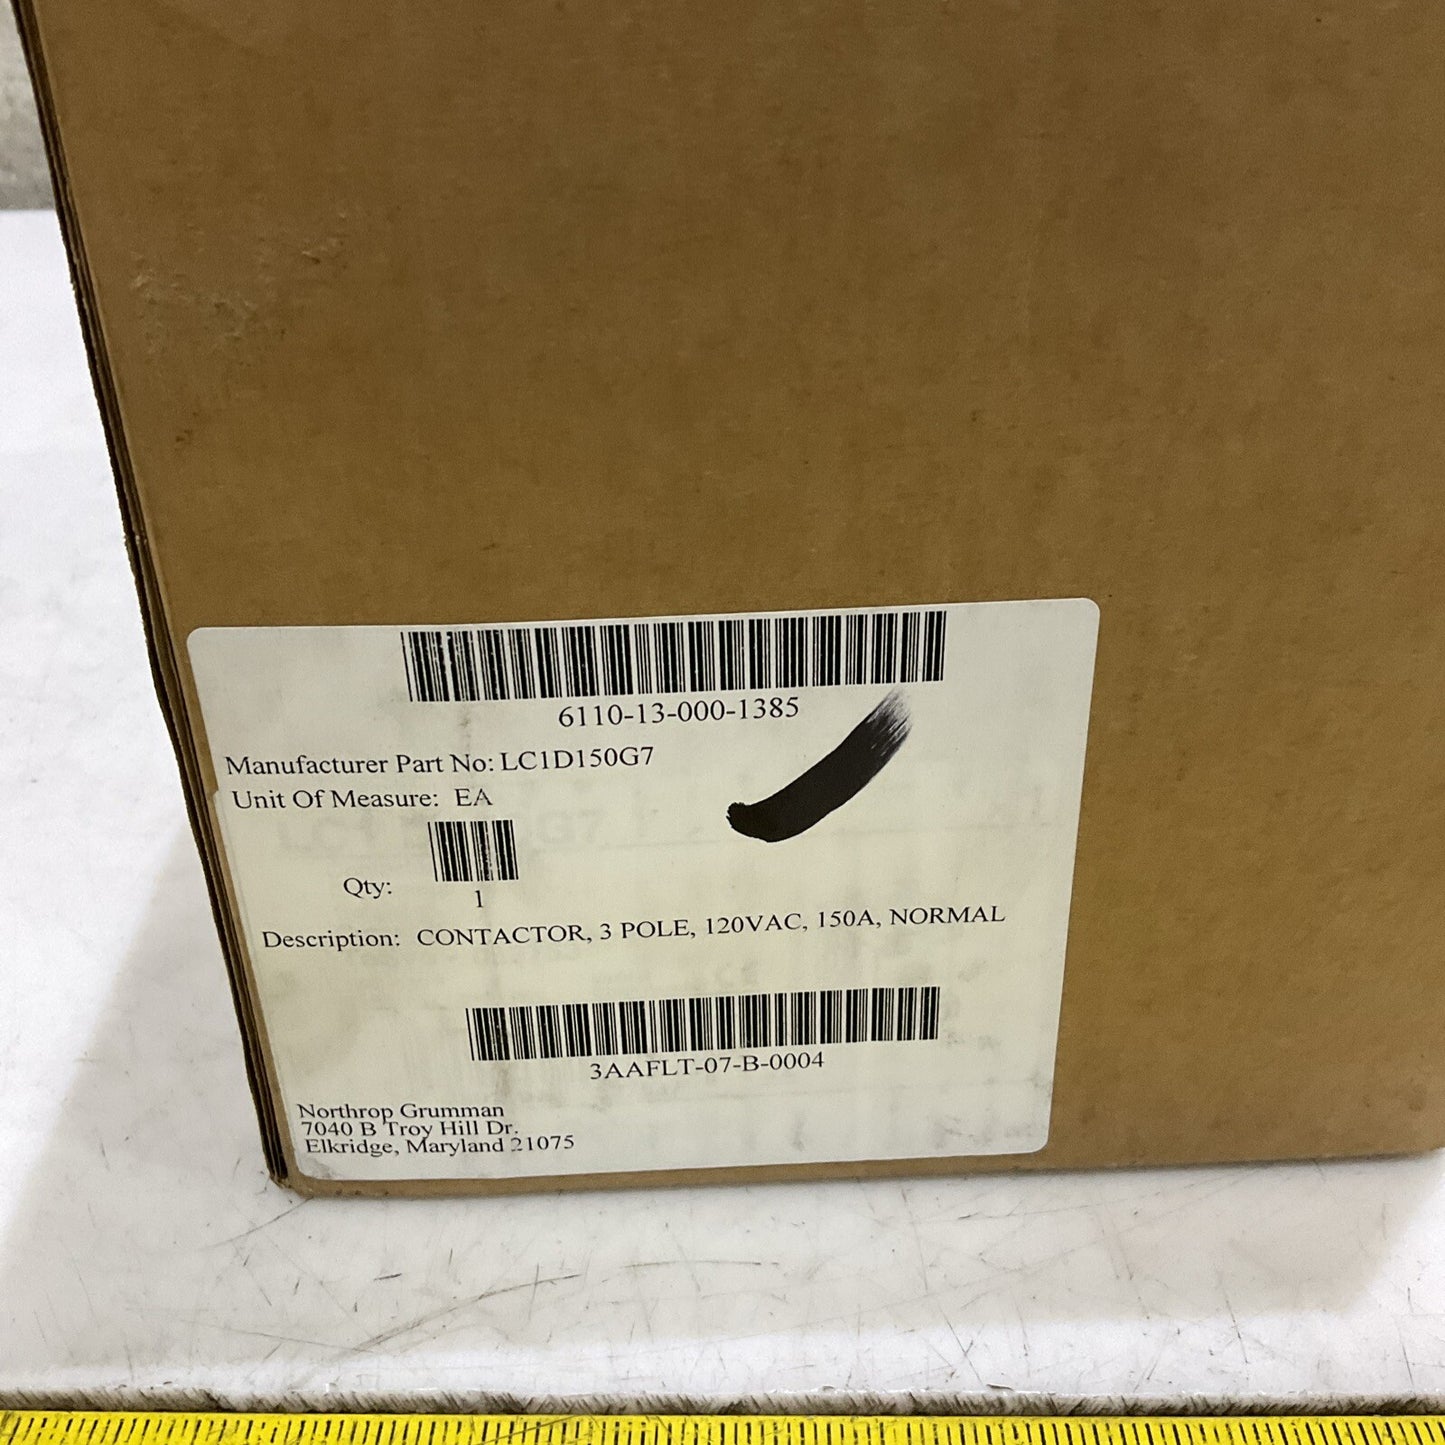 6110-13-000-1385
Manufacturer Part No: LC1D150G7
Unit Of Measure: EA
Qty:
1
Description: CONTACTOR, 3 POLE, 120VAC, 150A, NORMAL
3AAFLT-07-B-0004
Northrop Grumman
7040 B Troy Hill Dr.
Elkridge, Maryland 21075